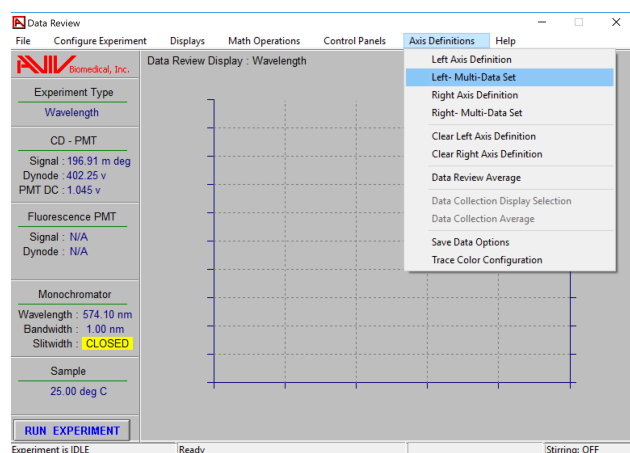 Data Review
File Configure Experiment Displays Math Operations Control Panels Axis Definitions Help
AVIV Biomedical, Inc.
Data Review Display : Wavelength
Experiment Type
Wavelength
CD - PMT
Signal : 196.91 m deg
Dynode : 402.25 v
PMT DC : 1.045 v
Fluorescence PMT
Signal : N/A
Dynode : N/A
Monochromator
Wavelength : 574.10 nm
Bandwidth : 1.00 nm
Slitwidth : CLOSED
Sample
25.00 deg C
RUN EXPERIMENT
Left Axis Definition
Left- Multi-Data Set
Right Axis Definition
Right- Multi-Data Set
Clear Left Axis Definition
Clear Right Axis Definition
Data Review Average
Data Collection Display Selection
Data Collection Average
Save Data Options
Trace Color Configuration
Experiment is IDLE Ready Stirring: OFF